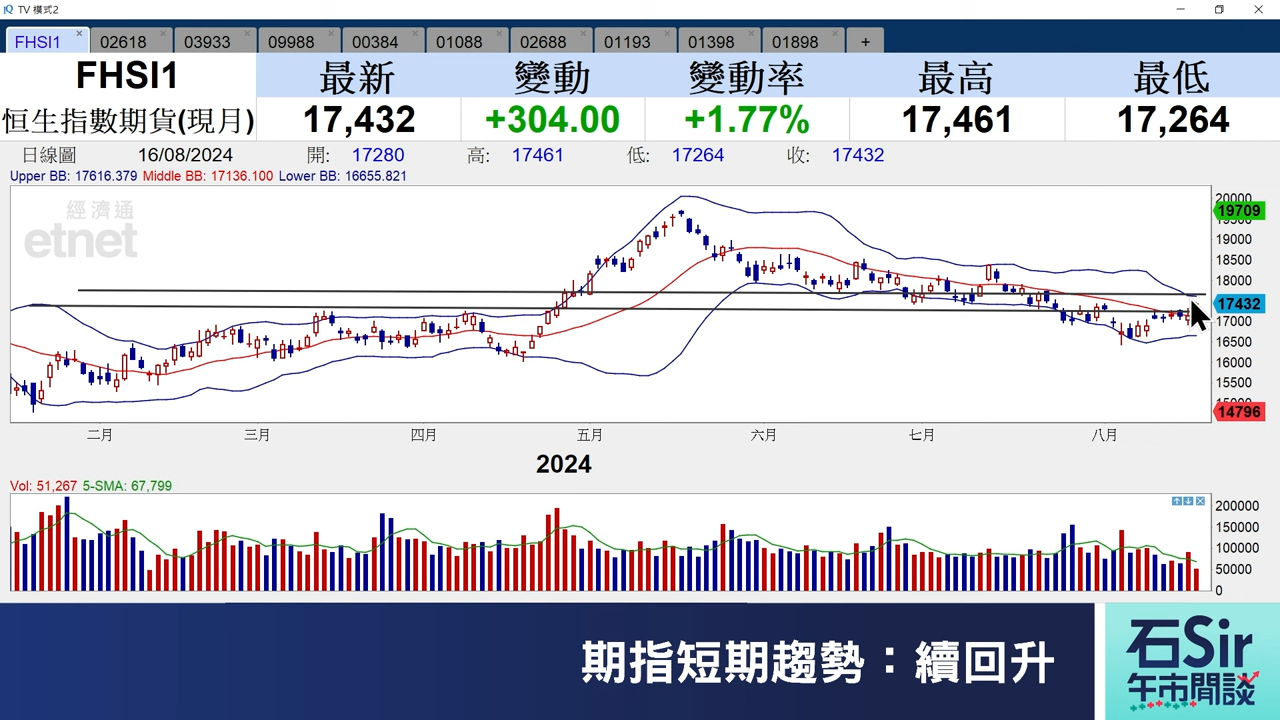 TV 模式2
FHSI1 02618 03933 09988 00384 01088 02688 01193 01398 01898 +
FHSI1 最新 變動 變動率 最高 最低
恒生指數期貨(現月) 17,432 +304.00 +1.77% 17,461 17,264
日線圖 16/08/2024 開: 17280 高: 17461 低: 17264 收: 17432
Upper BB: 17616.379 Middle BB: 17136.100 Lower BB: 16655.821
經濟通
etnet
20000
19709
19000
18500
18000
17432
17000
16500
16000
15500
14796
二月 三月 四月 五月 六月 七月 八月
2024
Vol: 51,267 5-SMA: 67,799
200000
150000
100000
50000
0
期指短期趨勢：續回升
石Sir
午市閒談